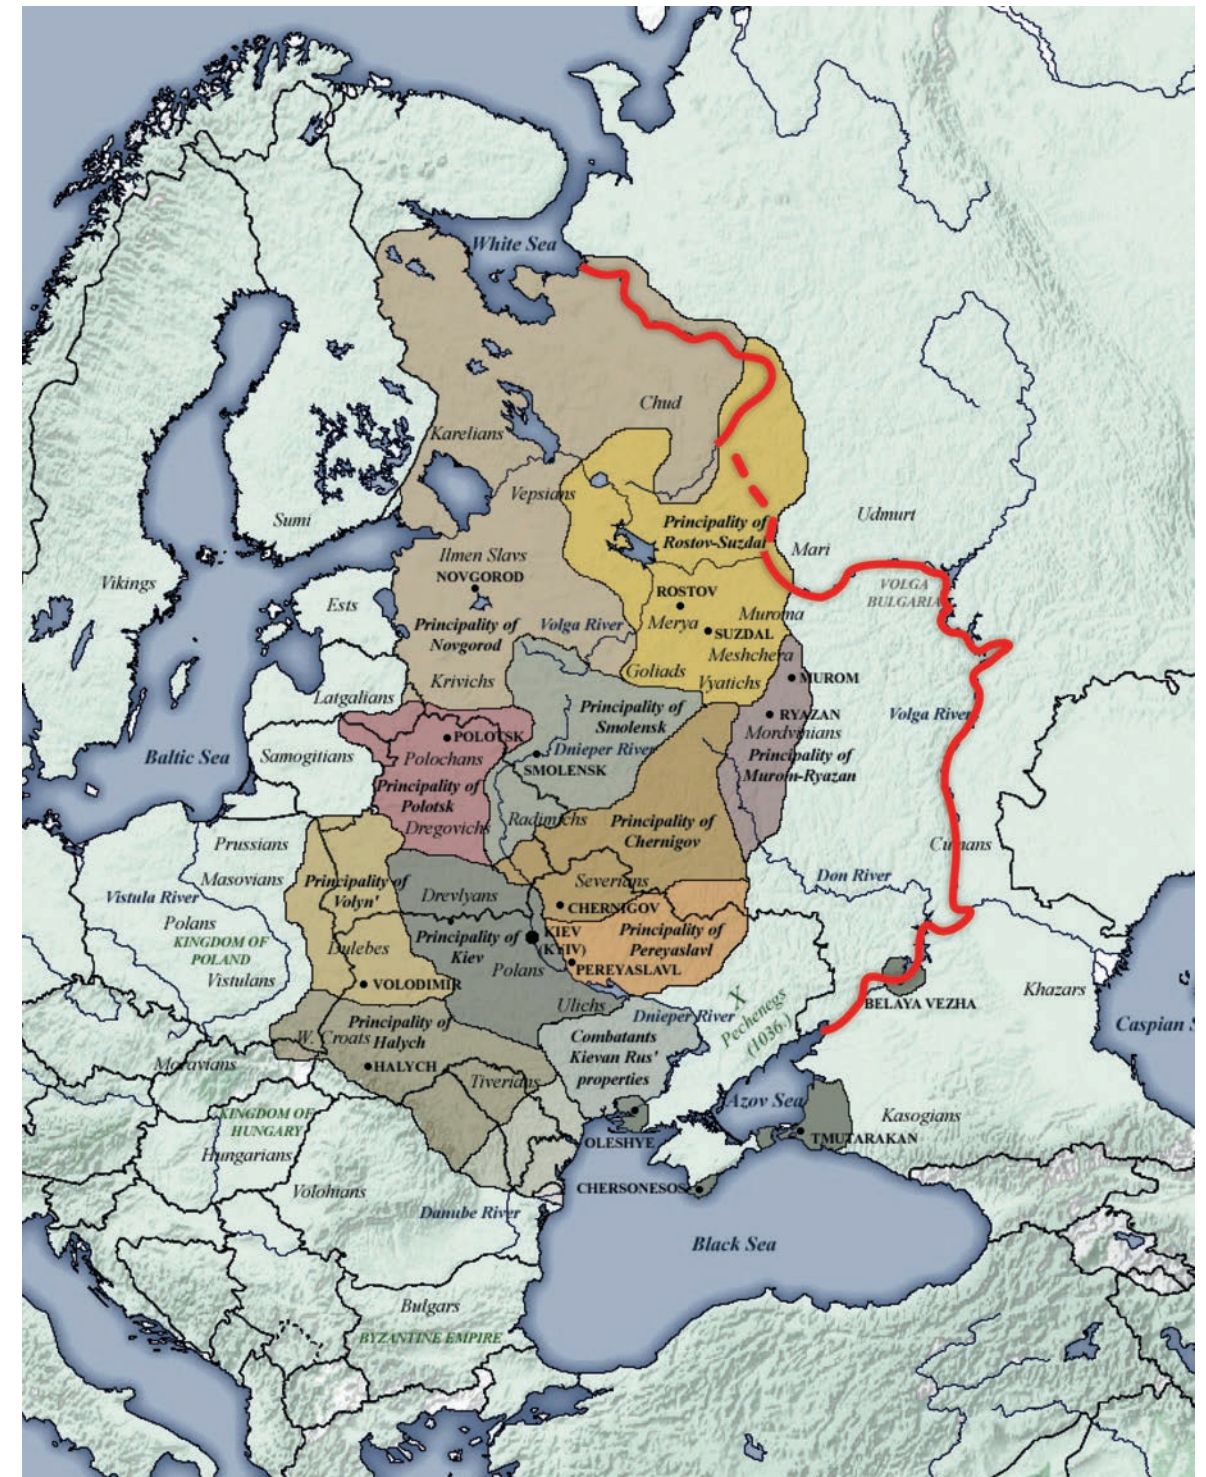 White Sea
Chud
Karelians
Vepsians
Udmurt
Sumi
Principality of
Rostov-Suzdal
Mari
Ilmen Slavs
NOVGOROD
Vikings
VOLGA
BULGARIA
Ests
ROSTOV
Muroma
Merya
Volga River
Principality of
Novgorod
SUZDAL
Meshchera
Goliads
Vyatichs
MUROM
Krivichs
Latgalians
Principality of
Smolensk
RYAZAN
Volga River
Mordvinians
POLOTSK
Dnieper River
Baltic Sea
Samogitians
Polochans
SMOLENSK
Principality of
Murom-Ryazan
Principality of
Polotsk
Radimichs
Dregovichs
Principality of
Chernigov
Prussians
Cumans
Masovians
Principality of
Volyn'
Severians
Don River
Vistula River
Drevlyans
CHERNIGOV
Polans
KINGDOM OF
POLAND
Dulebes
Principality of
Kiev
KIEV
(KYIV)
Principality of
Pereyaslavl
Vistulans
VOLODIMIR
Polans
PEREYASLAVL
Khazars
BELAYA VEZHA
Ulichs
Dnieper River
X
Pechenegs
(1036.)
Caspian S
W. Croats
Principality of
Halych
Combatants
Kievan Rus'
properties
Moravians
HALYCH
Tiverians
Azov Sea
KINGDOM OF
HUNGARY
Kasogians
OLESHYE
TMUTARAKAN
Hungarians
CHERSONESOS
Volohians
Danube River
Black Sea
Bulgars
BYZANTINE EMPIRE